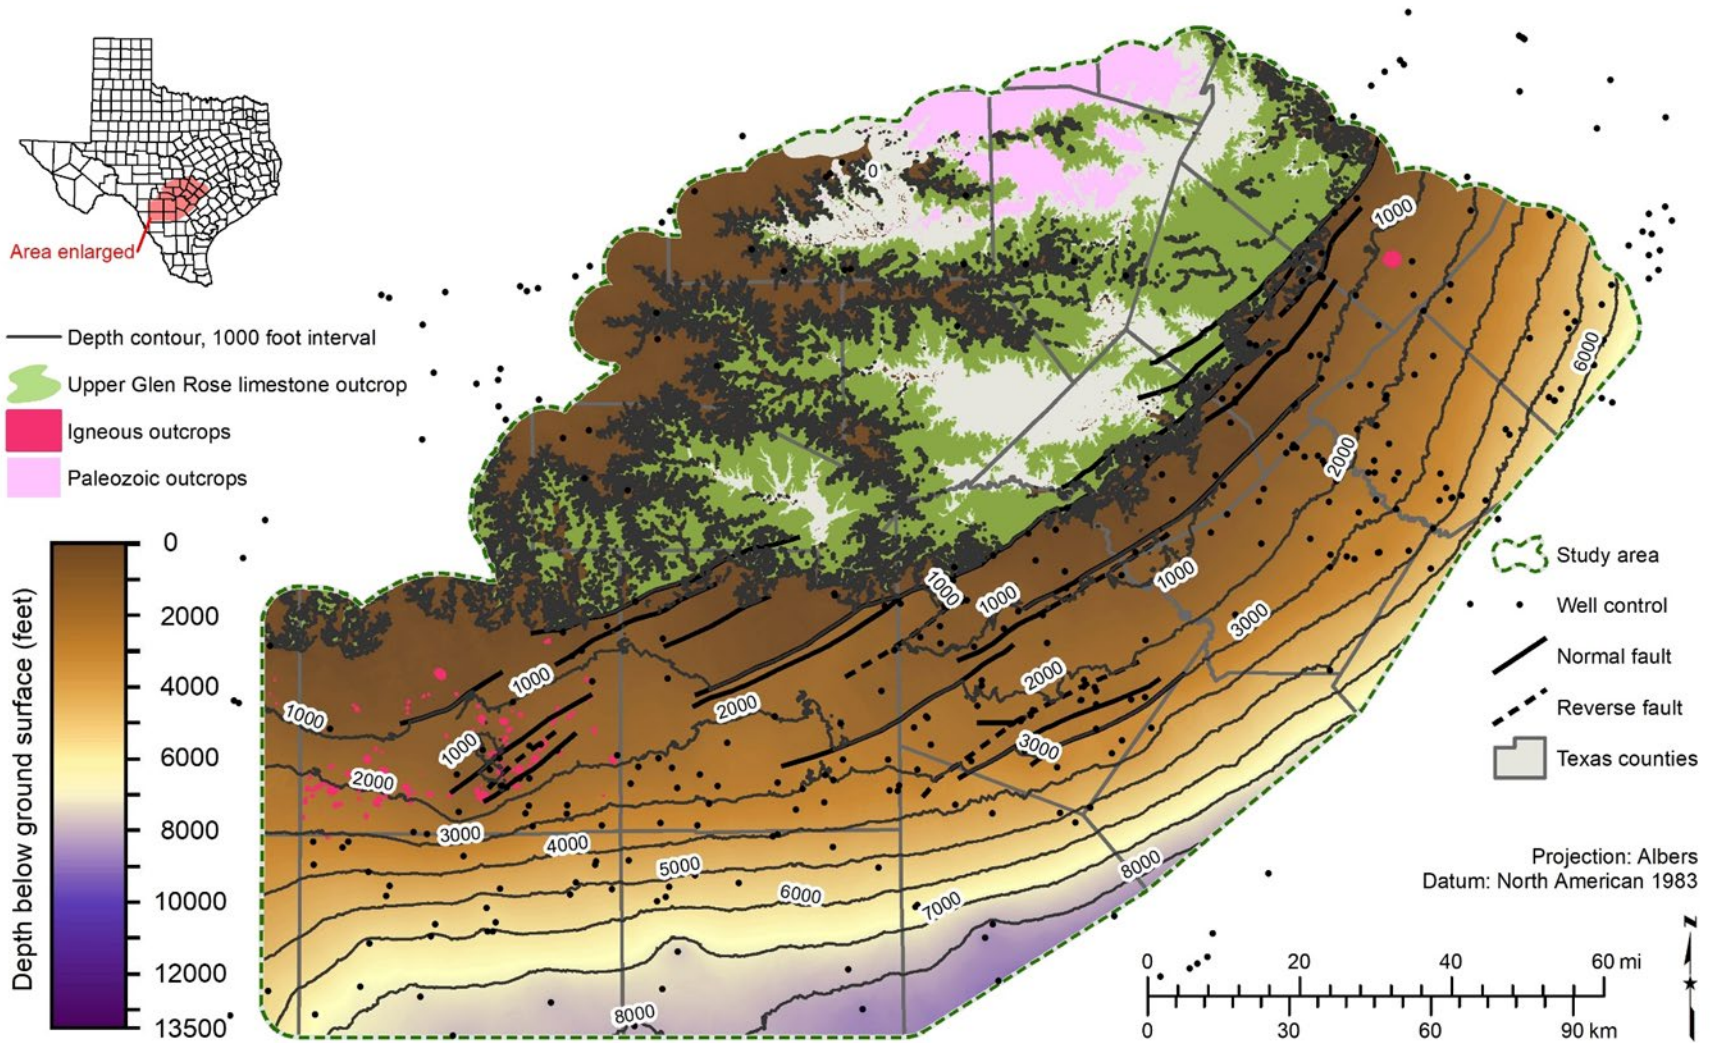 Area enlarged
Depth contour, 1000 foot interval
Upper Glen Rose limestone outcrop
Igneous outcrops
Paleozoic outcrops
Depth below ground surface (feet)
0
2000
4000
6000
8000
10000
12000
13500
0
1000
6000
2000
1000
1000
1000
3000
1000
2000
1000
2000
1000
3000
2000
3000
4000
5000
6000
7000
8000
8000
Study area
Well control
Normal fault
Reverse fault
Texas counties
Projection: Albers
Datum: North American 1983
N
0 20 40 60 mi
0 30 60 90 km